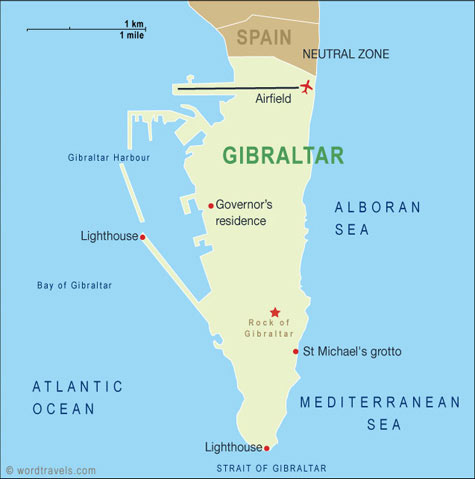 1 km
1 mile
SPAIN
NEUTRAL ZONE
Airfield
Gibraltar Harbour
GIBRALTAR
Governor's
residence
ALBORAN
SEA
Lighthouse
Bay of Gibraltar
Rock of
Gibraltar
St Michael's grotto
ATLANTIC
OCEAN
MEDITERRANEAN
SEA
Lighthouse
STRAIT OF GIBRALTAR
© wordtravels.com